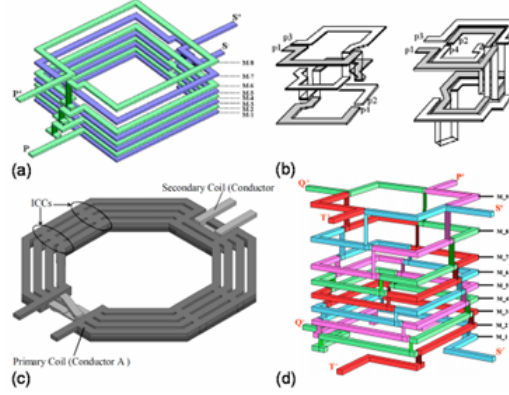 S'
S
M-8
M-7
M-6
M-5
M-4
M-3
M-2
M-1
P'
P
(a)
p3
p1
p2
p4
p3
p1
p4
p2
(b)
ICCs
Secondary Coil (Conductor
Primary Coil (Conductor A )
(c)
Q'
P'
S'
T
M_9
M_8
M_7
M_6
M_5
M_4
M_3
M_2
M_1
Q'
S'
T'
(d)